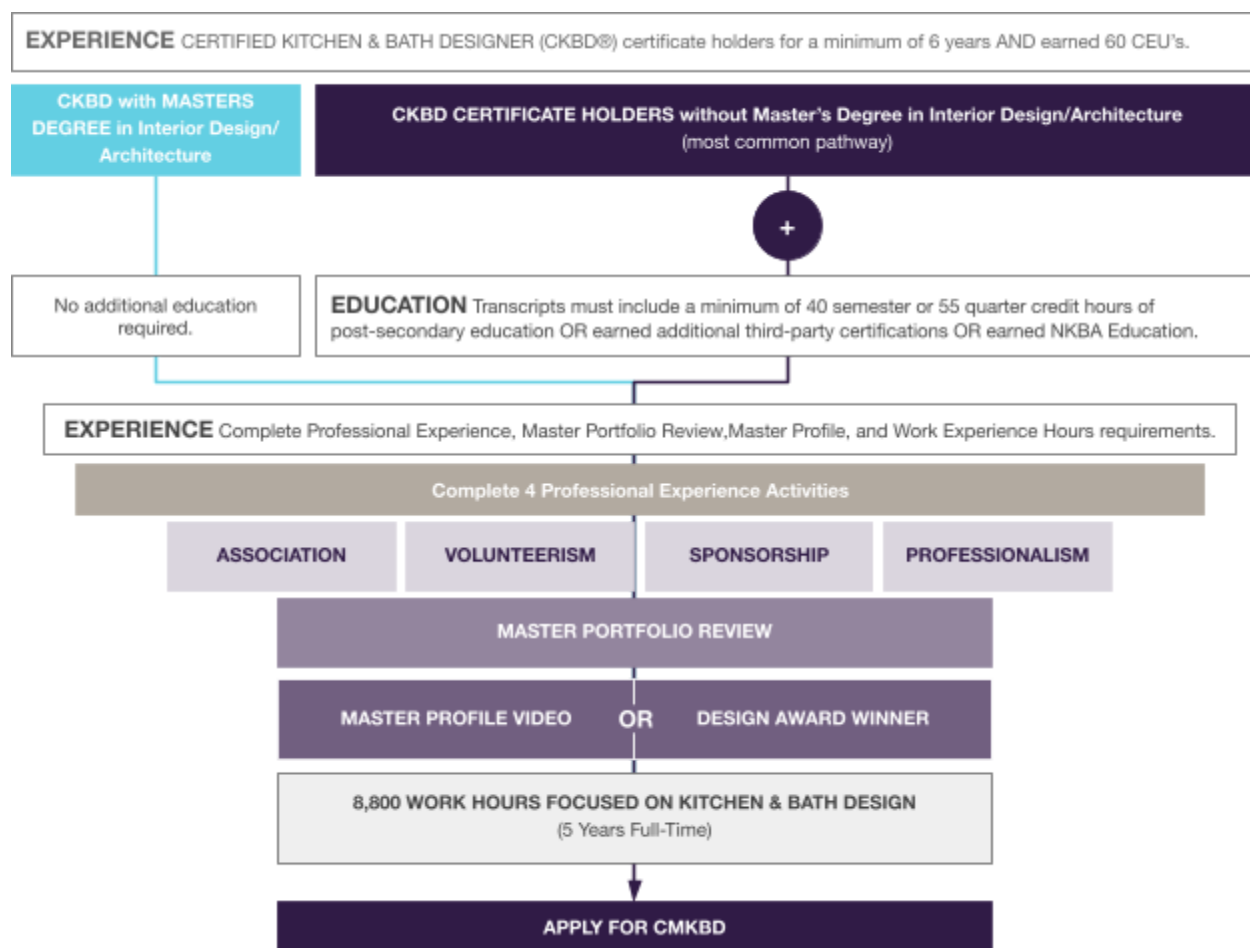 EXPERIENCE CERTIFIED KITCHEN & BATH DESIGNER (CKBD®) certificate holders for a minimum of 6 years AND earned 60 CEU's.
CKBD with MASTERS
DEGREE in Interior Design/
Architecture
CKBD CERTIFICATE HOLDERS without Master's Degree in Interior Design/Architecture
(most common pathway)
+
No additional education
required.
EDUCATION Transcripts must include a minimum of 40 semester or 55 quarter credit hours of
post-secondary education OR earned additional third-party certifications OR earned NKBA Education.
EXPERIENCE Complete Professional Experience, Master Portfolio Review,Master Profile, and Work Experience Hours requirements.
Complete 4 Professional Experience Activities
ASSOCIATION
VOLUNTEERISM
SPONSORSHIP
PROFESSIONALISM
MASTER PORTFOLIO REVIEW
MASTER PROFILE VIDEO OR DESIGN AWARD WINNER
8,800 WORK HOURS FOCUSED ON KITCHEN & BATH DESIGN
(5 Years Full-Time)
APPLY FOR CMKBD